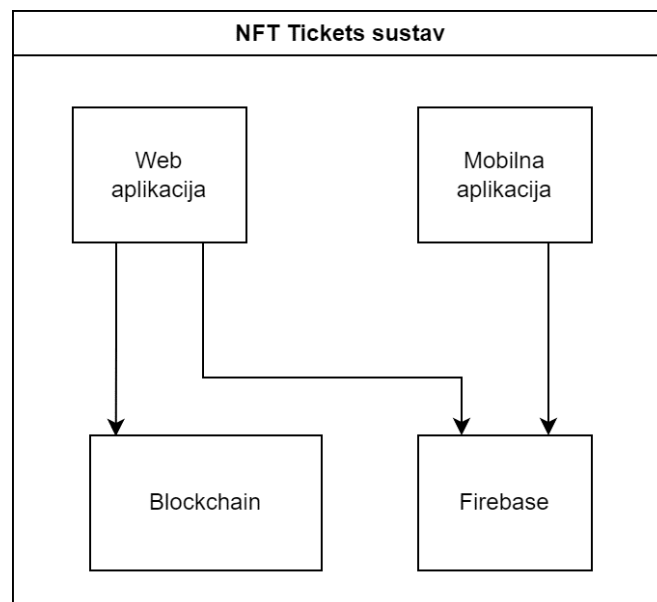 NFT Tickets sustav
Web
aplikacija
Mobilna
aplikacija
Blockchain
Firebase